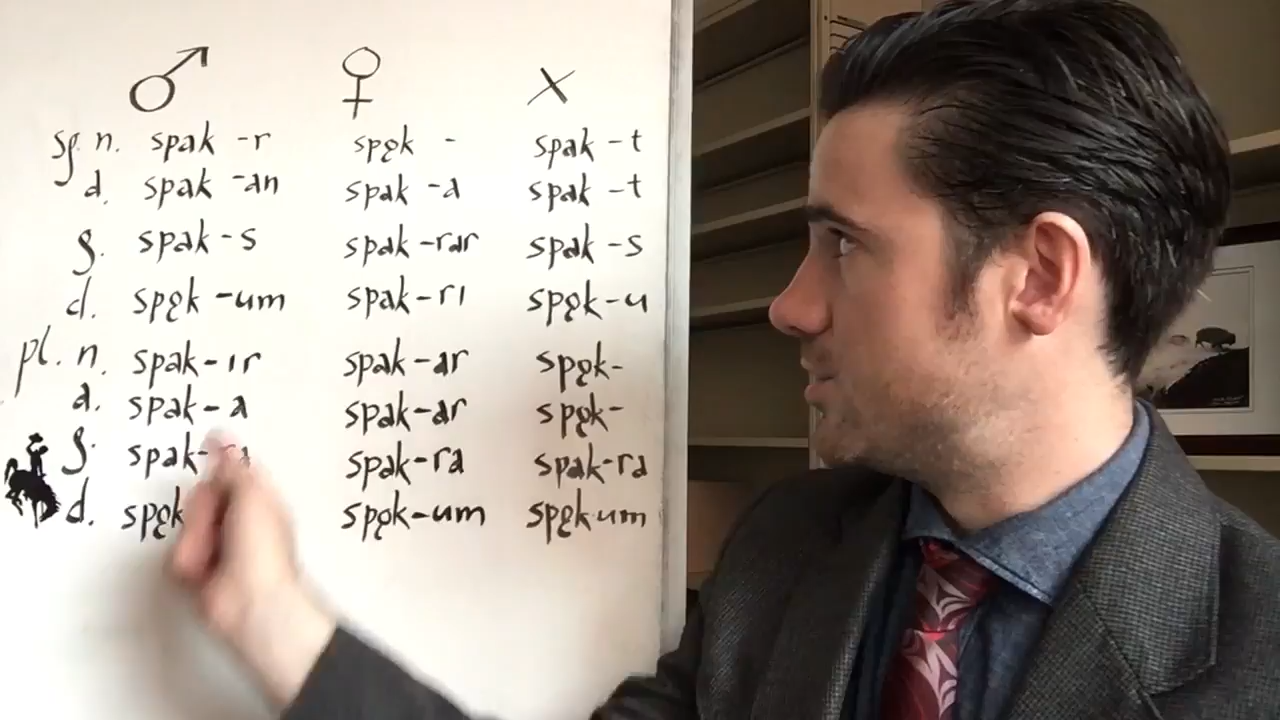 ♂ ♀ X
sg. n. spak -r spǫk - spak -t
d. spak -an spak -a spak -t
g. spak -s spak -rar spak -s
d. spǫk -um spak -ri spǫk -u
pl. n. spak -ir spak -ar spǫk -
a. spak -a spak -ar spǫk -
g. spak - spak -ra spak -ra
d. spǫk spǫk -um spǫk um